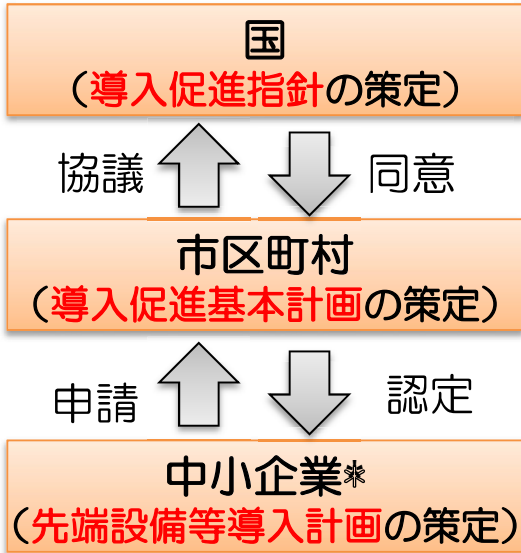 国
（導入促進指針の策定）
協議
同意
市区町村
（導入促進基本計画の策定）
申請
認定
中小企業*
（先端設備等導入計画の策定）